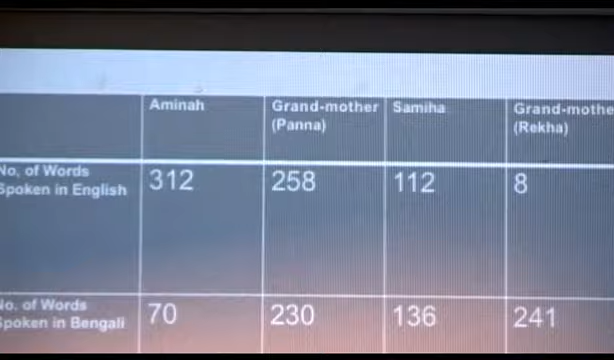 Aminah Grand-mother (Panna) Samiha Grand-mothe (Rekha)
No, of Words Spoken in English 312 258 112 8
No. of Words Spoken in Bengali 70 230 136 241